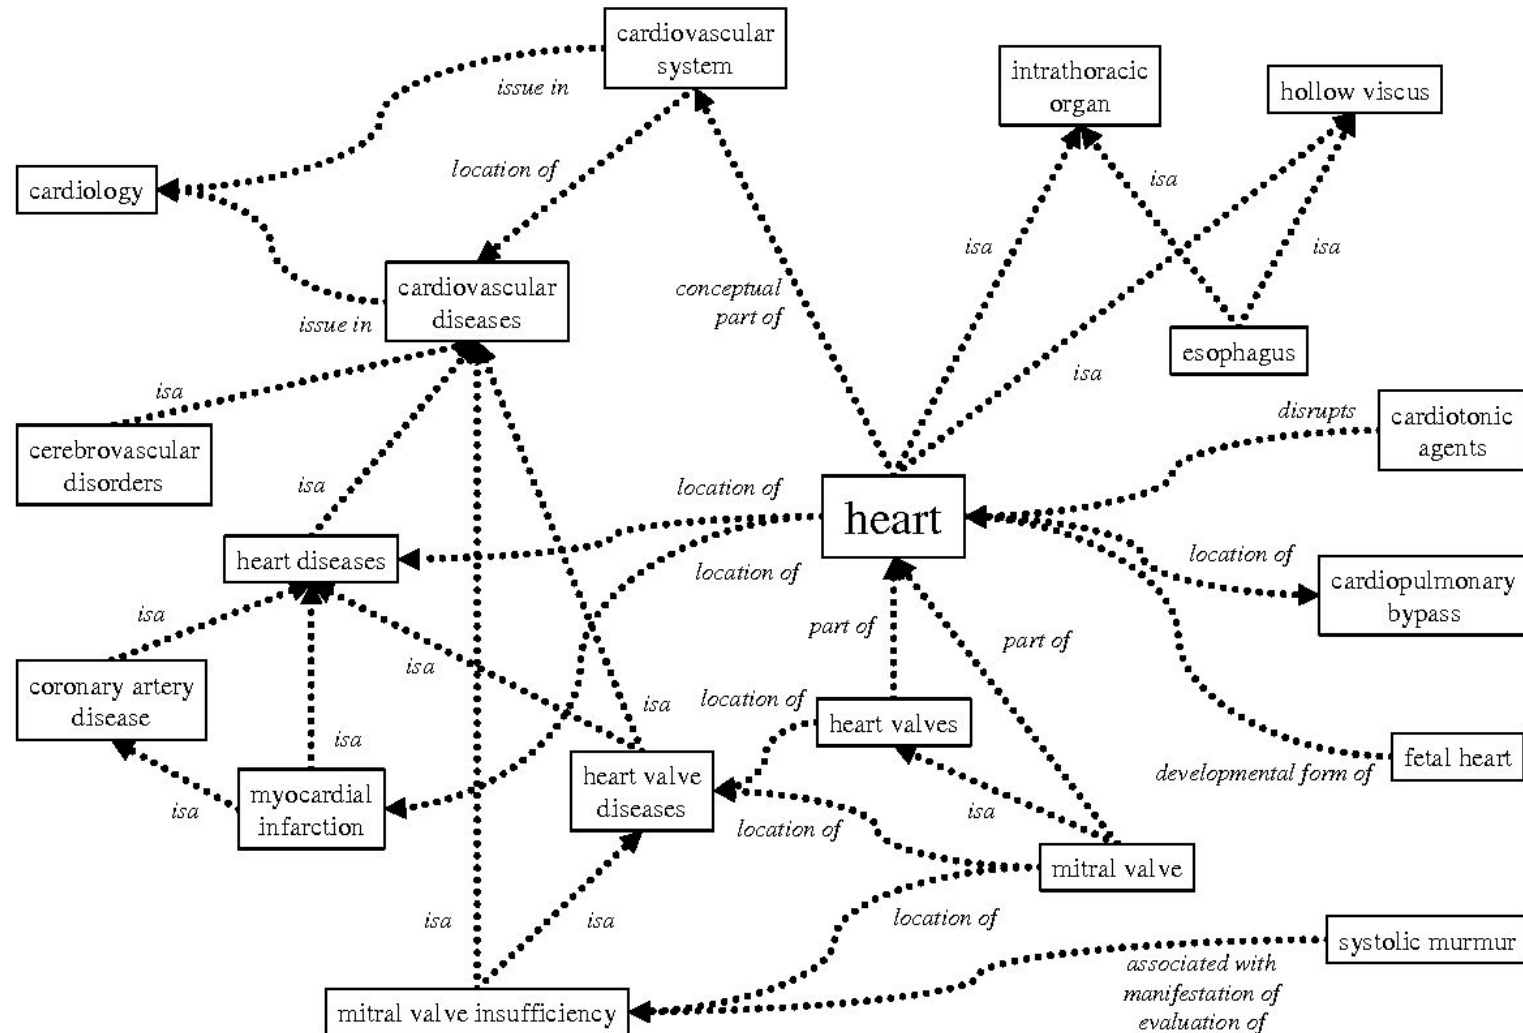 cardiovascular
system
intrathoracic
organ
hollow viscus
issue in
location of
cardiology
isa
isa
isa
cardiovascular
diseases
conceptual
part of
issue in
esophagus
isa
isa
disrupts
cardiotonic
agents
cerebrovascular
disorders
isa
location of
heart
heart diseases
location of
location of
cardiopulmonary
bypass
isa
part of
part of
isa
coronary artery
disease
location of
isa
heart valves
isa
fetal heart
developmental form of
heart valve
diseases
myocardial
infarction
isa
isa
location of
mitral valve
isa
isa
location of
systolic murmur
associated with
manifestation of
evaluation of
mitral valve insufficiency